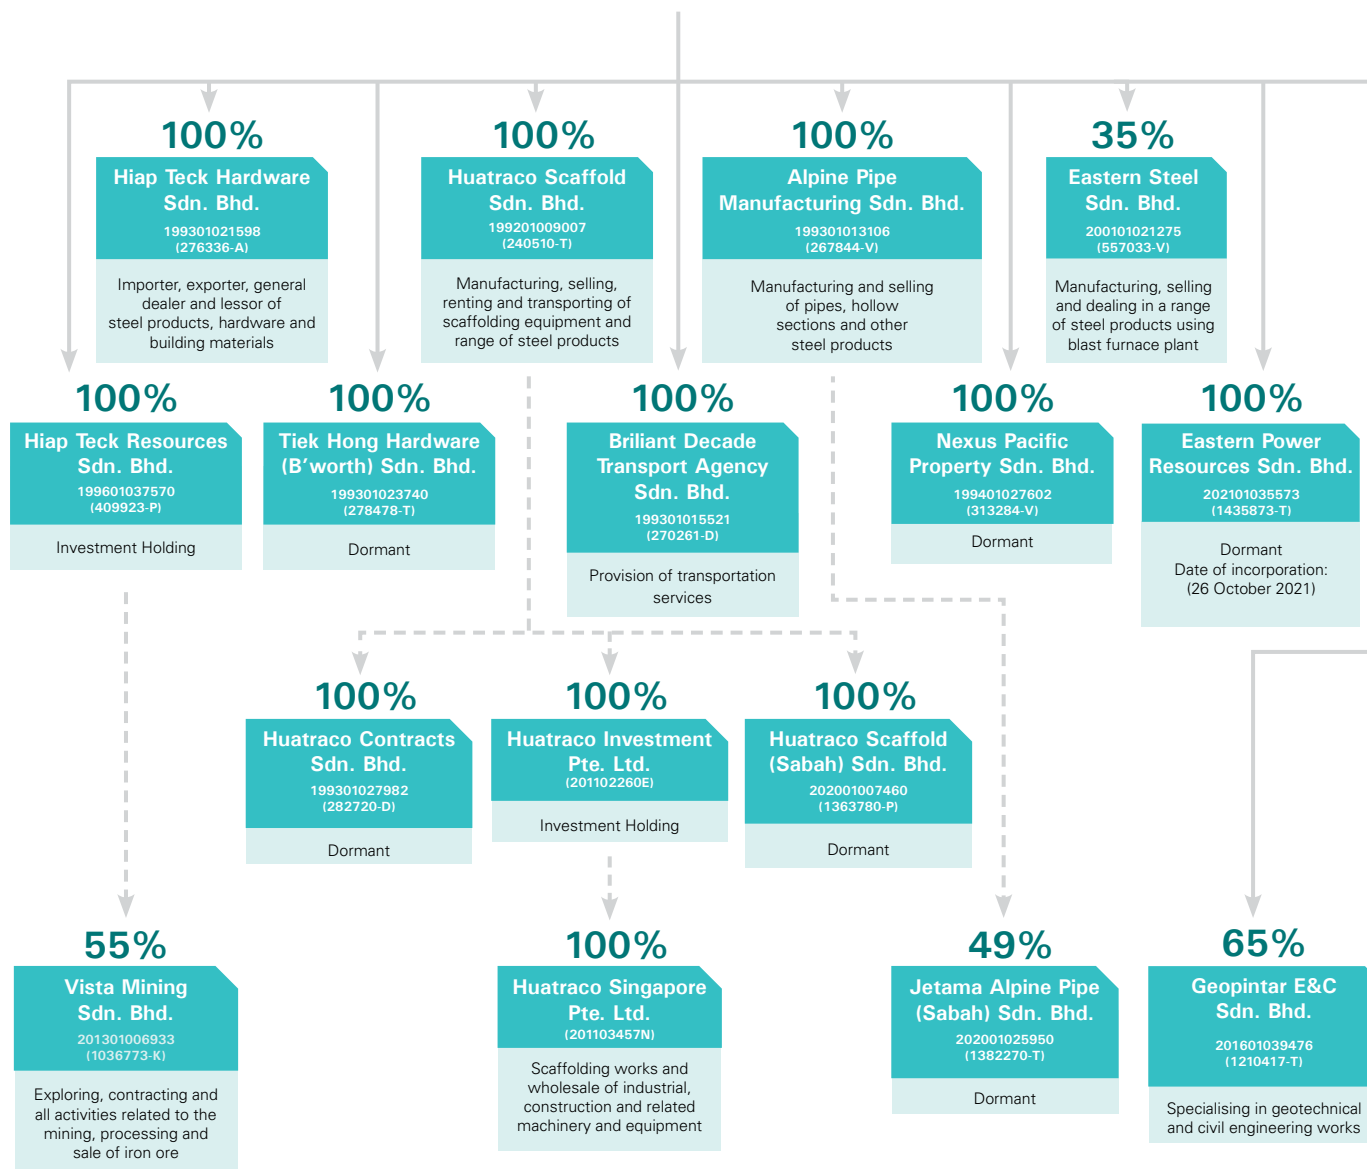 100%
Hiap Teck Hardware
Sdn. Bhd.
199301021598
(276336-A)
Importer, exporter, general
dealer and lessor of
steel products, hardware and
building materials
100%
Huatraco Scaffold
Sdn. Bhd.
199201009007
(240510-T)
Manufacturing, selling,
renting and transporting of
scaffolding equipment and
range of steel products
100%
Alpine Pipe
Manufacturing Sdn. Bhd.
199301013106
(267844-V)
Manufacturing and selling
of pipes, hollow
sections and other
steel products
35%
Eastern Steel
Sdn. Bhd.
200101021275
(557033-V)
Manufacturing, selling
and dealing in a range
of steel products using
blast furnace plant
100%
Hiap Teck Resources
Sdn. Bhd.
199601037570
(409923-P)
Investment Holding
100%
Tiek Hong Hardware
(B'worth) Sdn. Bhd.
199301023740
(278478-T)
Dormant
100%
Briliant Decade
Transport Agency
Sdn. Bhd.
199301015521
(270261-D)
Provision of transportation
services
100%
Nexus Pacific
Property Sdn. Bhd.
199401027602
(313284-V)
Dormant
100%
Eastern Power
Resources Sdn. Bhd.
202101035573
(1435873-T)
Dormant
Date of incorporation:
(26 October 2021)
100%
Huatraco Contracts
Sdn. Bhd.
199301027982
(282720-D)
Dormant
100%
Huatraco Investment
Pte. Ltd.
(201102260E)
Investment Holding
100%
Huatraco Scaffold
(Sabah) Sdn. Bhd.
202001007460
(1363780-P)
Dormant
55%
Vista Mining
Sdn. Bhd.
201301006933
(1036773-K)
Exploring, contracting and
all activities related to the
mining, processing and
sale of iron ore
100%
Huatraco Singapore
Pte. Ltd.
(201103457N)
Scaffolding works and
wholesale of industrial,
construction and related
machinery and equipment
49%
Jetama Alpine Pipe
(Sabah) Sdn. Bhd.
202001025950
(1382270-T)
Dormant
65%
Geopintar E&C
Sdn. Bhd.
201601039476
(1210417-T)
Specialising in geotechnical
and civil engineering works